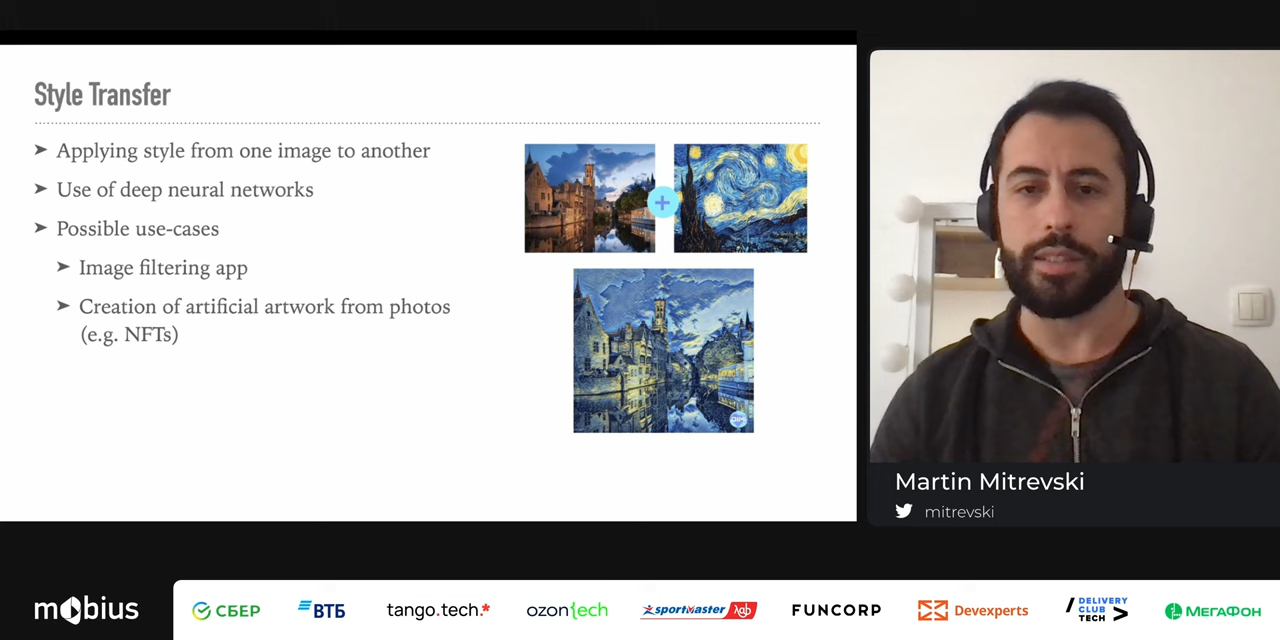 Style Transfer
➤ Applying style from one image to another
➤ Use of deep neural networks
➤ Possible use-cases
➤ Image filtering app
➤ Creation of artificial artwork from photos
(e.g. NFTs)
+
Martin Mitrevski
mitrevski
mobius
СБЕР
ВТБ
tango.tech.*
ozon{tech
sportmaster lab
FUNCORP
Devexperts
/ DELIVERY
CLUB
TECH >
МЕГАФОН